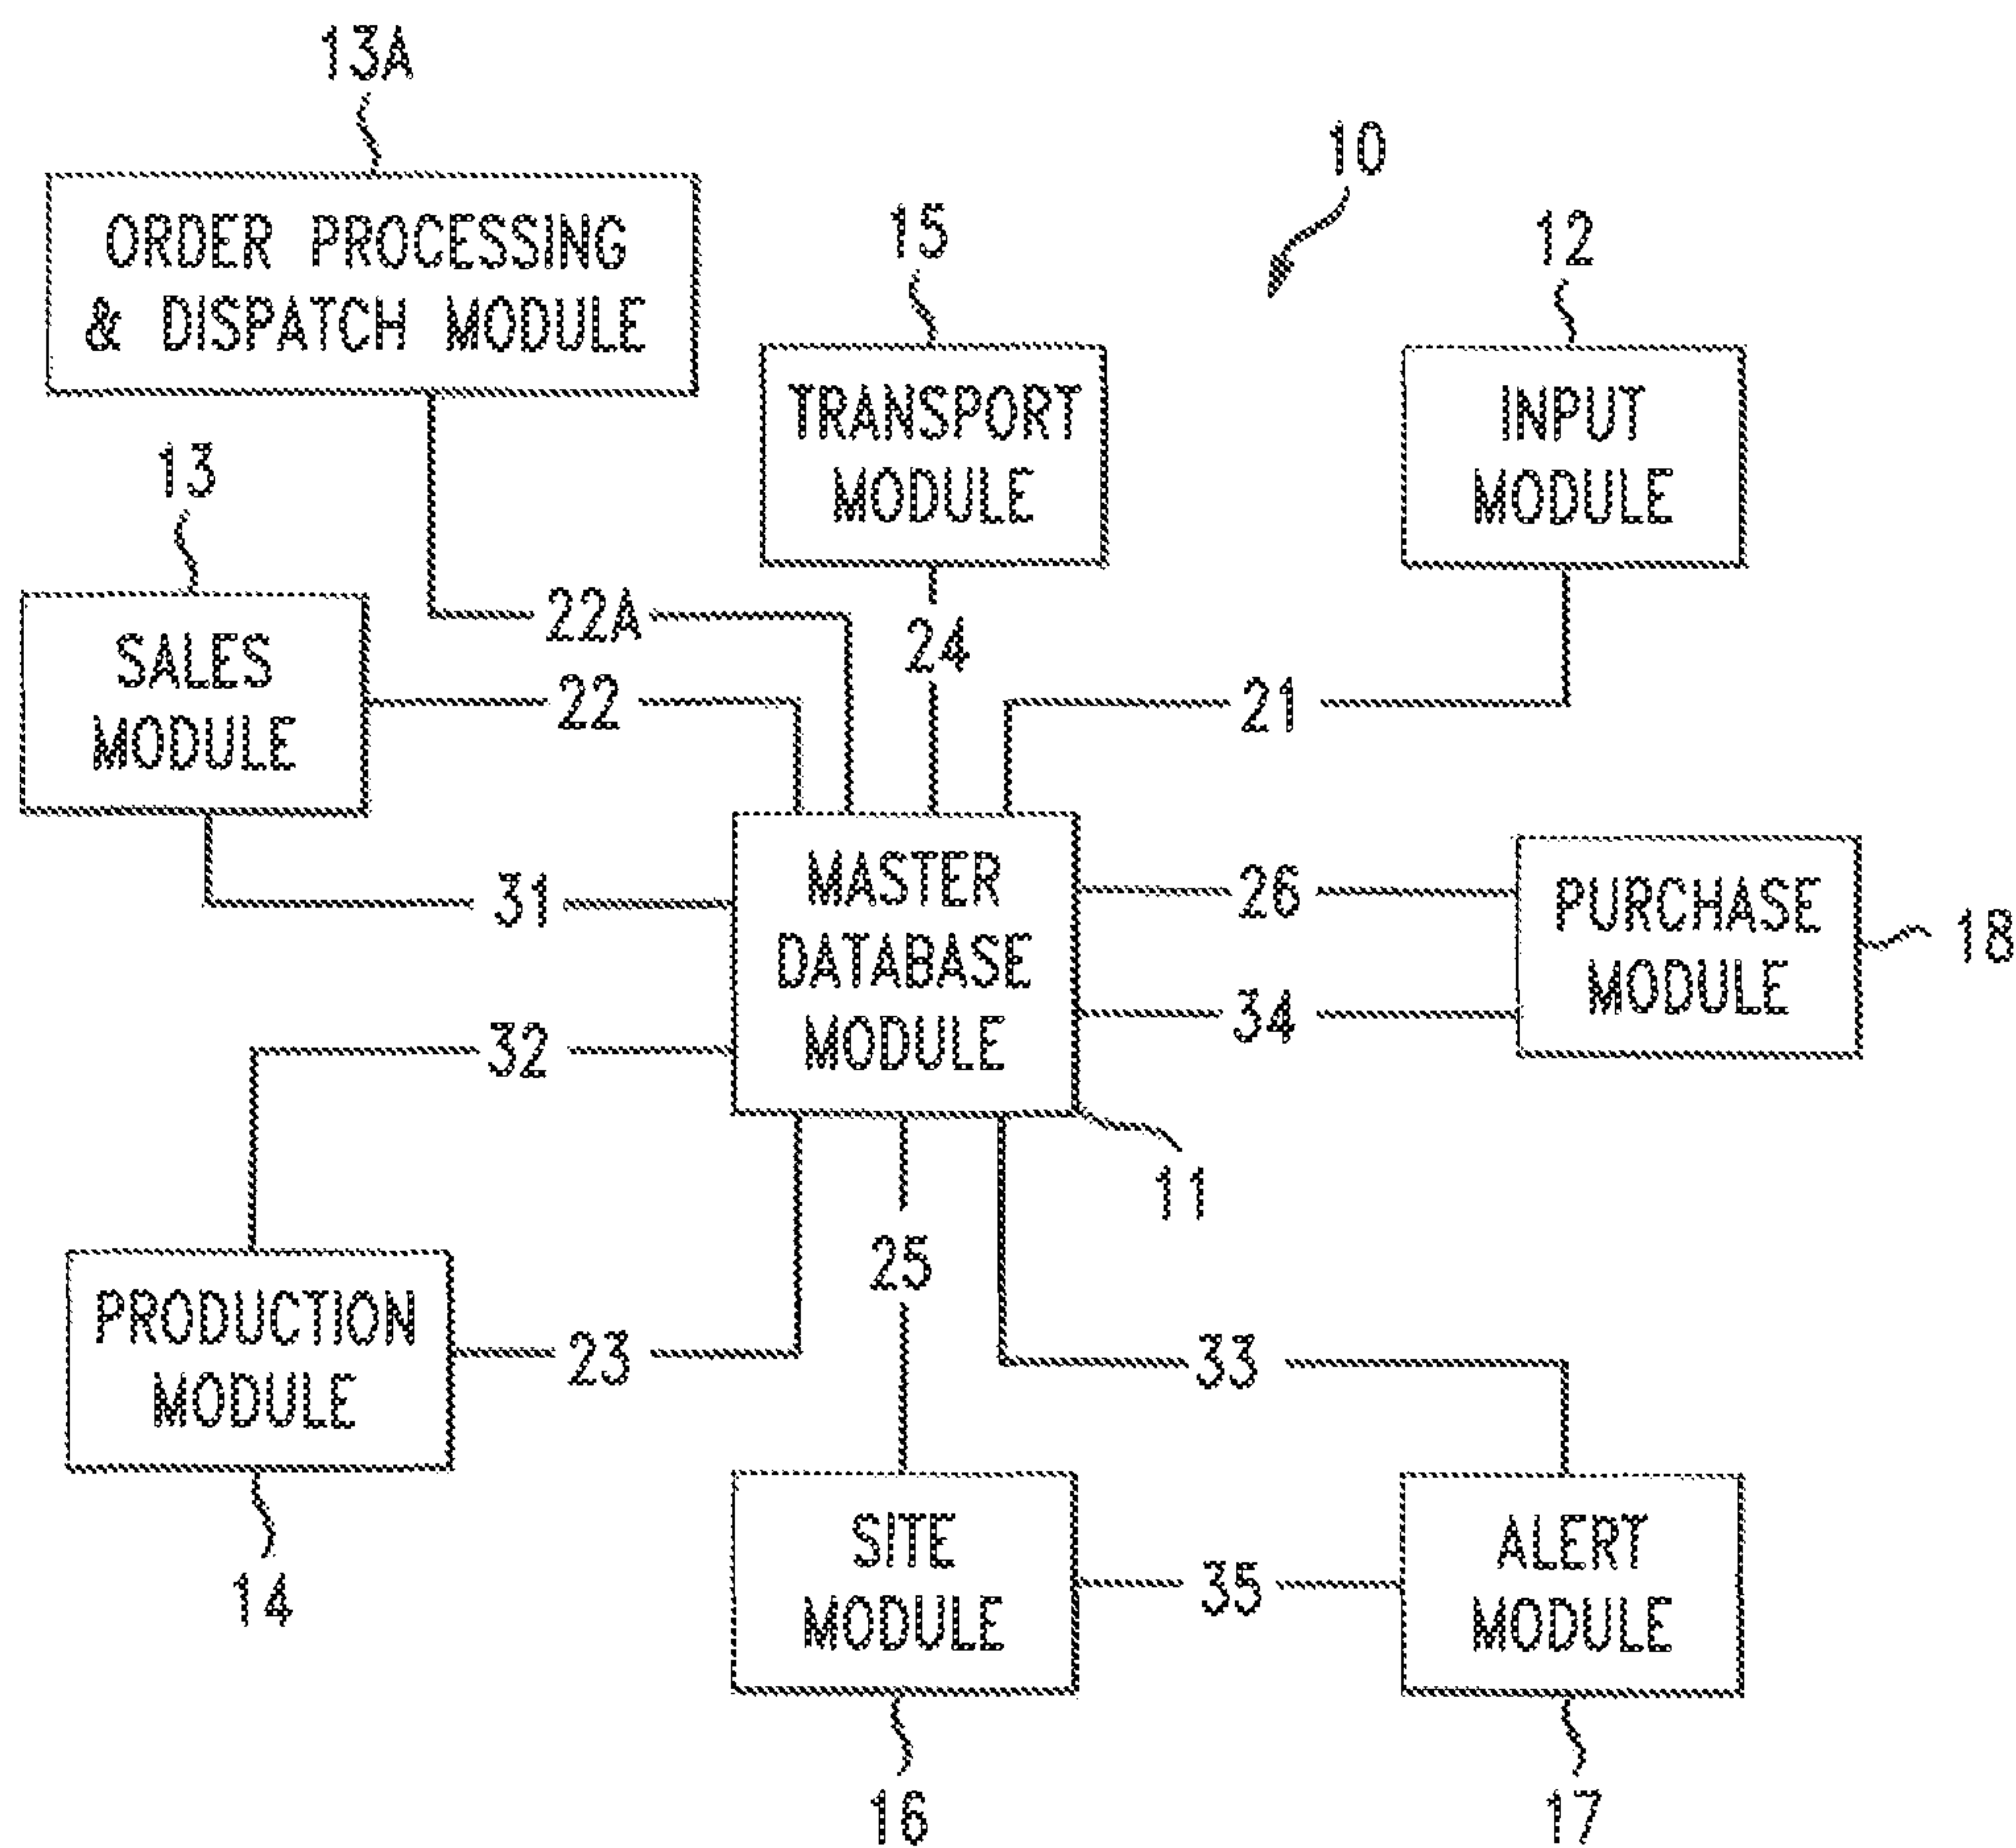 13A
10
ORDER PROCESSING
& DISPATCH MODULE
15
12
TRANSPORT
MODULE
INPUT
MODULE
13
SALES
MODULE
22A
24
22
21
31
MASTER
DATABASE
MODULE
26
PURCHASE
MODULE
18
34
32
11
25
PRODUCTION
MODULE
23
33
14
SITE
MODULE
35
ALERT
MODULE
16
17